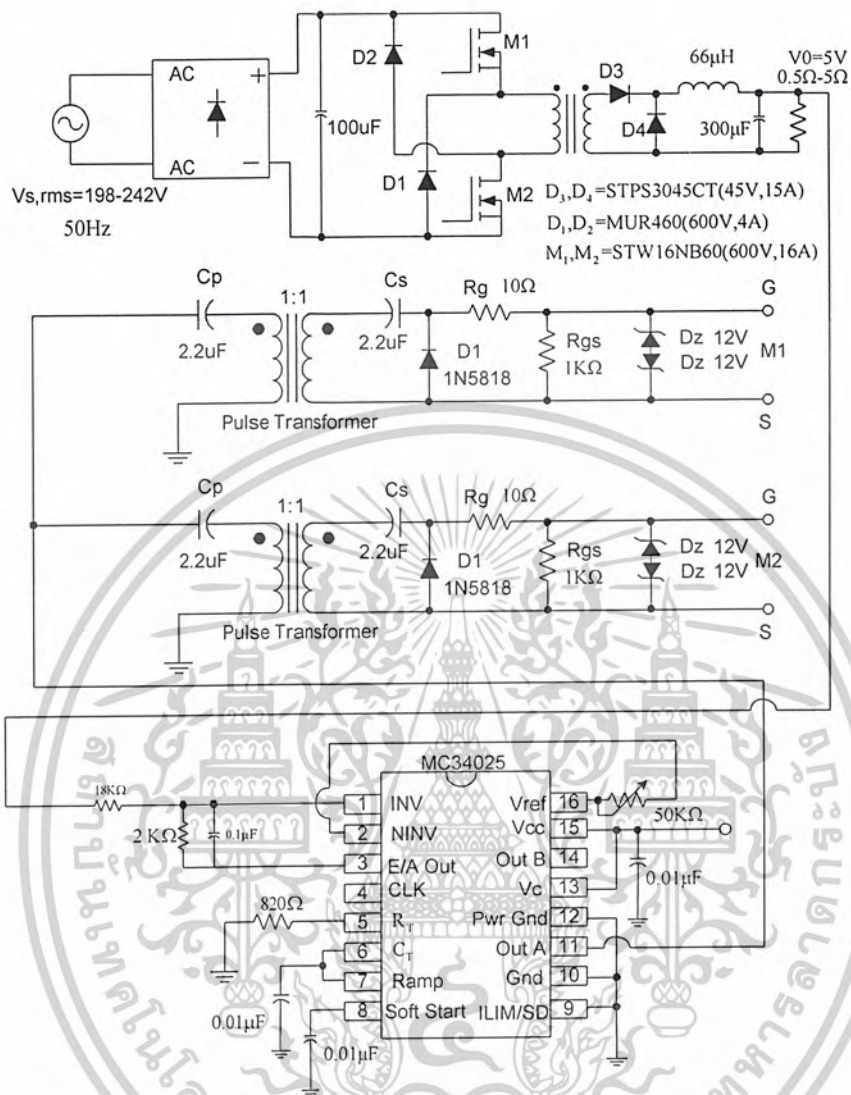 AC
AC
+
−
Vs,rms=198-242V
50Hz
100uF
D2
M1
D1
M2
D3
D4
66μH
300μF
V0=5V
0.5Ω-5Ω
D₃,D₄=STPS3045CT(45V,15A)
D₁,D₂=MUR460(600V,4A)
M₁,M₂=STW16NB60(600V,16A)
Cp
2.2uF
1:1
Pulse Transformer
Cs
2.2uF
D1
1N5818
Rg 10Ω
Rgs
1KΩ
Dz 12V
Dz 12V
G
M1
S
Cp
2.2uF
1:1
Pulse Transformer
Cs
2.2uF
D1
1N5818
Rg 10Ω
Rgs
1KΩ
Dz 12V
Dz 12V
G
M2
S
MC34025
18KΩ
2 KΩ
0.1μF
820Ω
0.01μF
0.01μF
1 INV
2 NINV
3 E/A Out
4 CLK
5 R_T
6 C_T
7 Ramp
8 Soft Start
Vref 16
Vcc 15
Out B 14
Vc 13
Pwr Gnd 12
Out A 11
Gnd 10
ILIM/SD 9
50KΩ
0.01μF